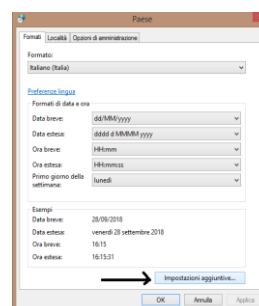 Paese
Formati Località Opzioni di amministrazione
Formato:
Italiano (Italia)
Preferenze lingua
Formati di data e ora
Data breve: dd/MM/yyyy
Data estesa: dddd d MMMM yyyy
Ora breve: HH:mm
Ora estesa: HH:mm:ss
Primo giorno della settimana: lunedì
Esempi
Data breve: 28/09/2018
Data estesa: venerdì 28 settembre 2018
Ora breve: 16:15
Ora estesa: 16:15:31
Impostazioni aggiuntive...
OK Annulla Applica